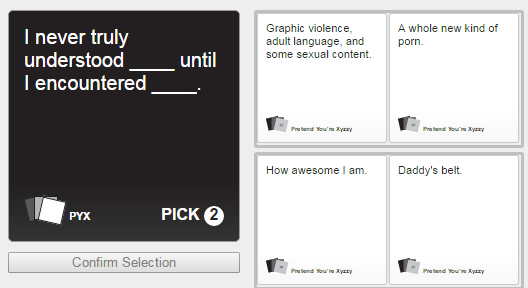 I never truly
understood ____ until
I encountered ____.
PYX
PICK 2
Confirm Selection
Graphic violence,
adult language, and
some sexual content.
Pretend You're Xyzzy
A whole new kind of
porn.
Pretend You're Xyzzy
How awesome I am.
Pretend You're Xyzzy
Daddy's belt.
Pretend You're Xyzzy